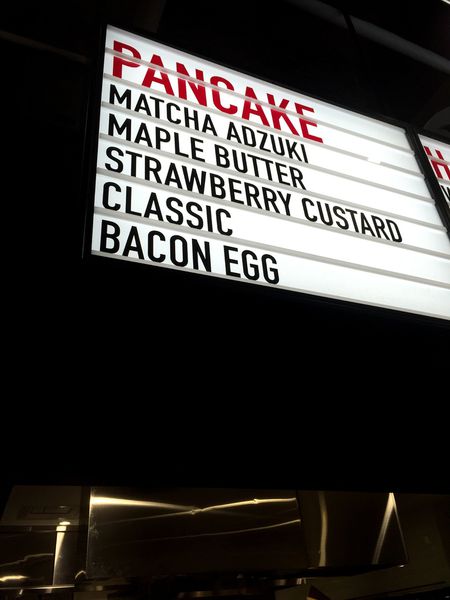 PANCAKE
MATCHA ADZUKI
MAPLE BUTTER
STRAWBERRY CUSTARD
CLASSIC
BACON EGG